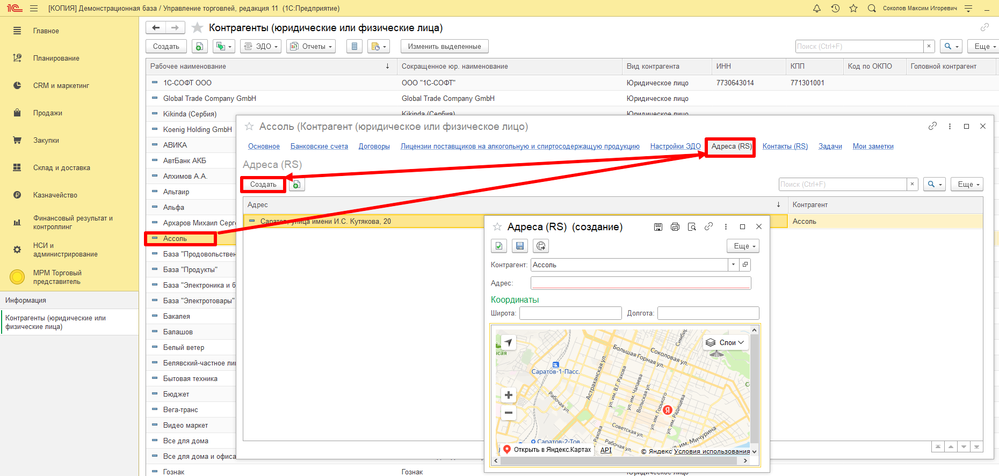 1С [КОПИЯ] Демонстрационная база / Управление торговлей, редакция 11 (1С:Предприятие)
Соколов Максим Игоревич
Главное
Планирование
CRM и маркетинг
Продажи
Закупки
Склад и доставка
Казначейство
Финансовый результат и
контроллинг
НСИ и
администрирование
МРМ Торговый
представитель
Информация
Контрагенты (юридические или
физические лица)
Контрагенты (юридические или физические лица)
Создать
ЭДО
Отчеты
Изменить выделенные
Поиск (Ctrl+F)
×
Еще
Рабочее наименование ↓ Сокращенное юр. наименование Вид контрагента ИНН КПП Код по ОКПО Головной контрагент
1С-СОФТ ООО ООО "1С-СОФТ" Юридическое лицо 7730643014 771301001
Global Trade Company GmbH Global Trade Company GmbH Юридическое лицо
Kikinda (Сербия) Kikinda (Сербия) Юридическое лицо
Koenig Holding GmbH
АВИКА
АвтБанк АКБ
Алхимов А.А.
Альтаир
Альфа
Архаров Михаил Серг
Ассоль
База "Продовольствен
База "Продукты"
База "Электроника и б
База "Электротовары"
Бакалея
Балашов
Белый ветер
Белявский-частное ли
Бытовая техника
Бюджет
Вега-транс
Видео маркет
Все для дома
Все для дома и офиса
Гознак Гознак Юридическое лицо
Ассоль (Контрагент (юридическое или физическое лицо)
Основное Банковские счета Договоры Лицензии поставщиков на алкогольную и спиртосодержащую продукцию Настройки ЭДО Адреса (RS) Контакты (RS) Задачи Мои заметки
Адреса (RS)
Создать
Поиск (Ctrl+F)
×
Еще
Адрес ↓ Контрагент
Саратов, улица имени И.С. Кутякова, 20 Ассоль
Адреса (RS) (создание)
Еще
Контрагент: Ассоль
Адрес:
Координаты
Широта: Долгота:
Слои
Симбир
Соколовая ул.
Большая Горная ул.
Саратов-1-Пасс.
Астраханская ул.
ул. им. В.Г. Рахова
ул. им. Чапаева
Вольская ул.
ул. им. Горького
ул. им. Радищева
Рабочая ул.
Я
Советская ул.
ул. им. Мичурина
Рахова
Рабочая ул.
Саратов-2-Тов.
Открыть в Яндекс.Картах
API
© Яндекс Условия использования